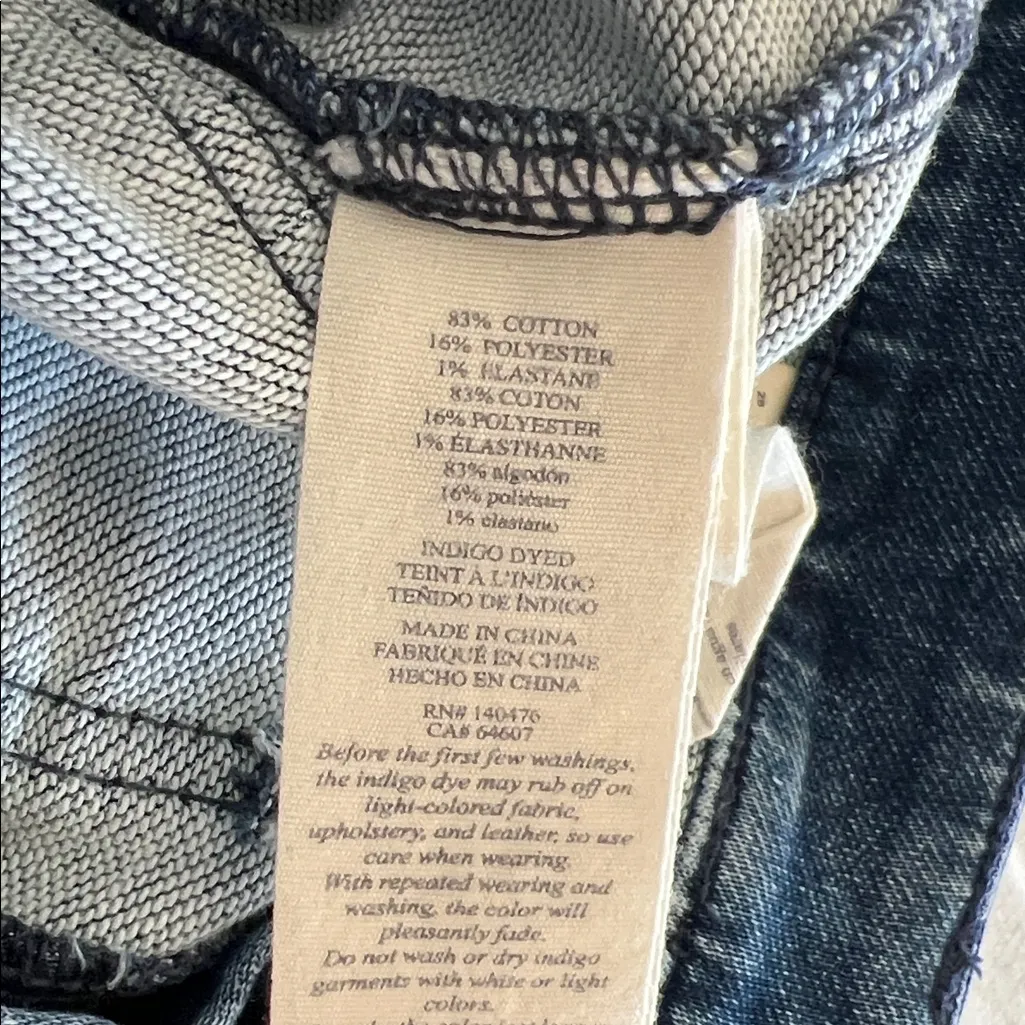 83% COTTON
16% POLYESTER
1% ELASTANE
83% COTON
16% POLYESTER
1% ÉLASTHANNE
83% algodón
16% poliéster
1% elastano
INDIGO DYED
TEINT À L'INDIGO
TEÑIDO DE ÍNDIGO
MADE IN CHINA
FABRIQUÉ EN CHINE
HECHO EN CHINA
RN# 140476
CA# 64607
Before the first few washings,
the indigo dye may rub off on
light-colored fabric,
upholstery, and leather, so use
care when wearing.
With repeated wearing and
washing, the color will
pleasantly fade.
Do not wash or dry indigo
garments with white or light
colors.
28